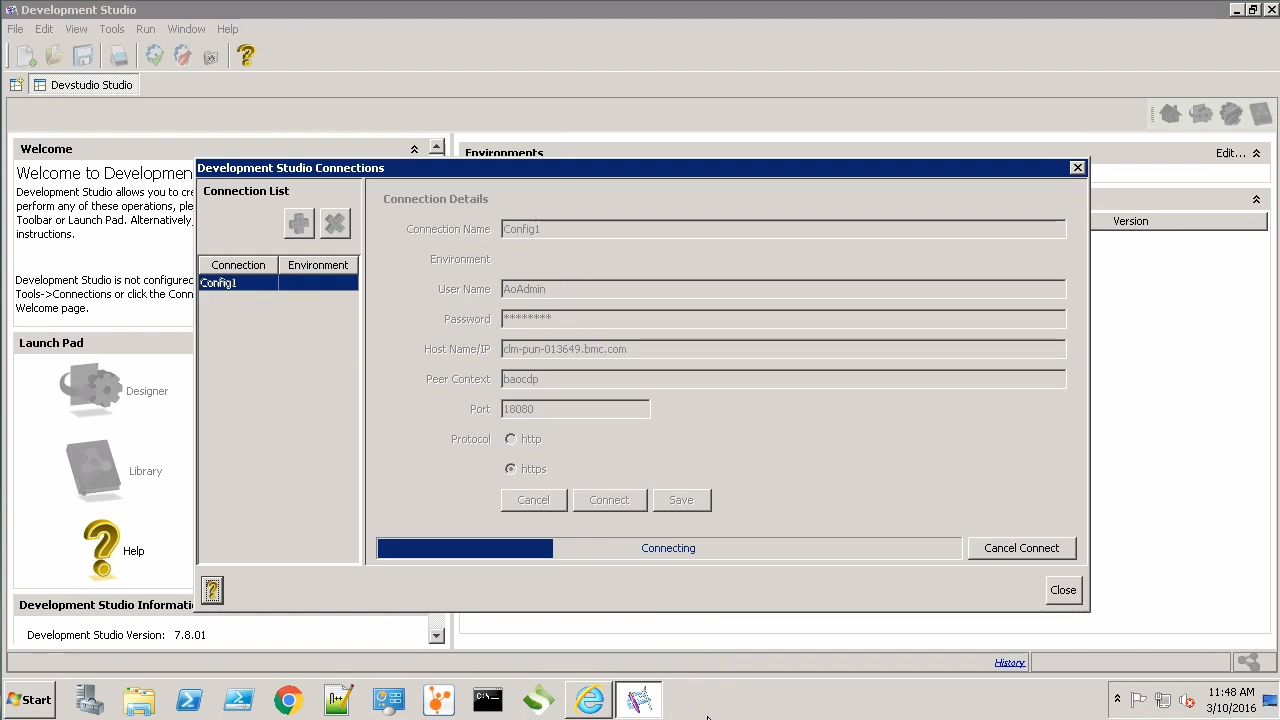 Development Studio
File Edit View Tools Run Window Help
Devstudio Studio
Welcome
Welcome to Developmen
Development Studio allows you to cre
perform any of these operations, ple
Toolbar or Launch Pad. Alternatively,
instructions.
Development Studio is not configured
Tools->Connections or click the Conn
Welcome page.
Launch Pad
Designer
Library
Help
Development Studio Informati
Development Studio Version: 7.8.01
Environments
Edit...
Version
Development Studio Connections
Connection List
Connection Environment
Config1
Connection Details
Connection Name Config1
Environment
User Name AoAdmin
Password ********
Host Name/IP clm-pun-013649.bmc.com
Peer Context baocdp
Port 18080
Protocol http
https
Cancel Connect Save
Connecting
Cancel Connect
Close
History
Start
11:48 AM
3/10/2016